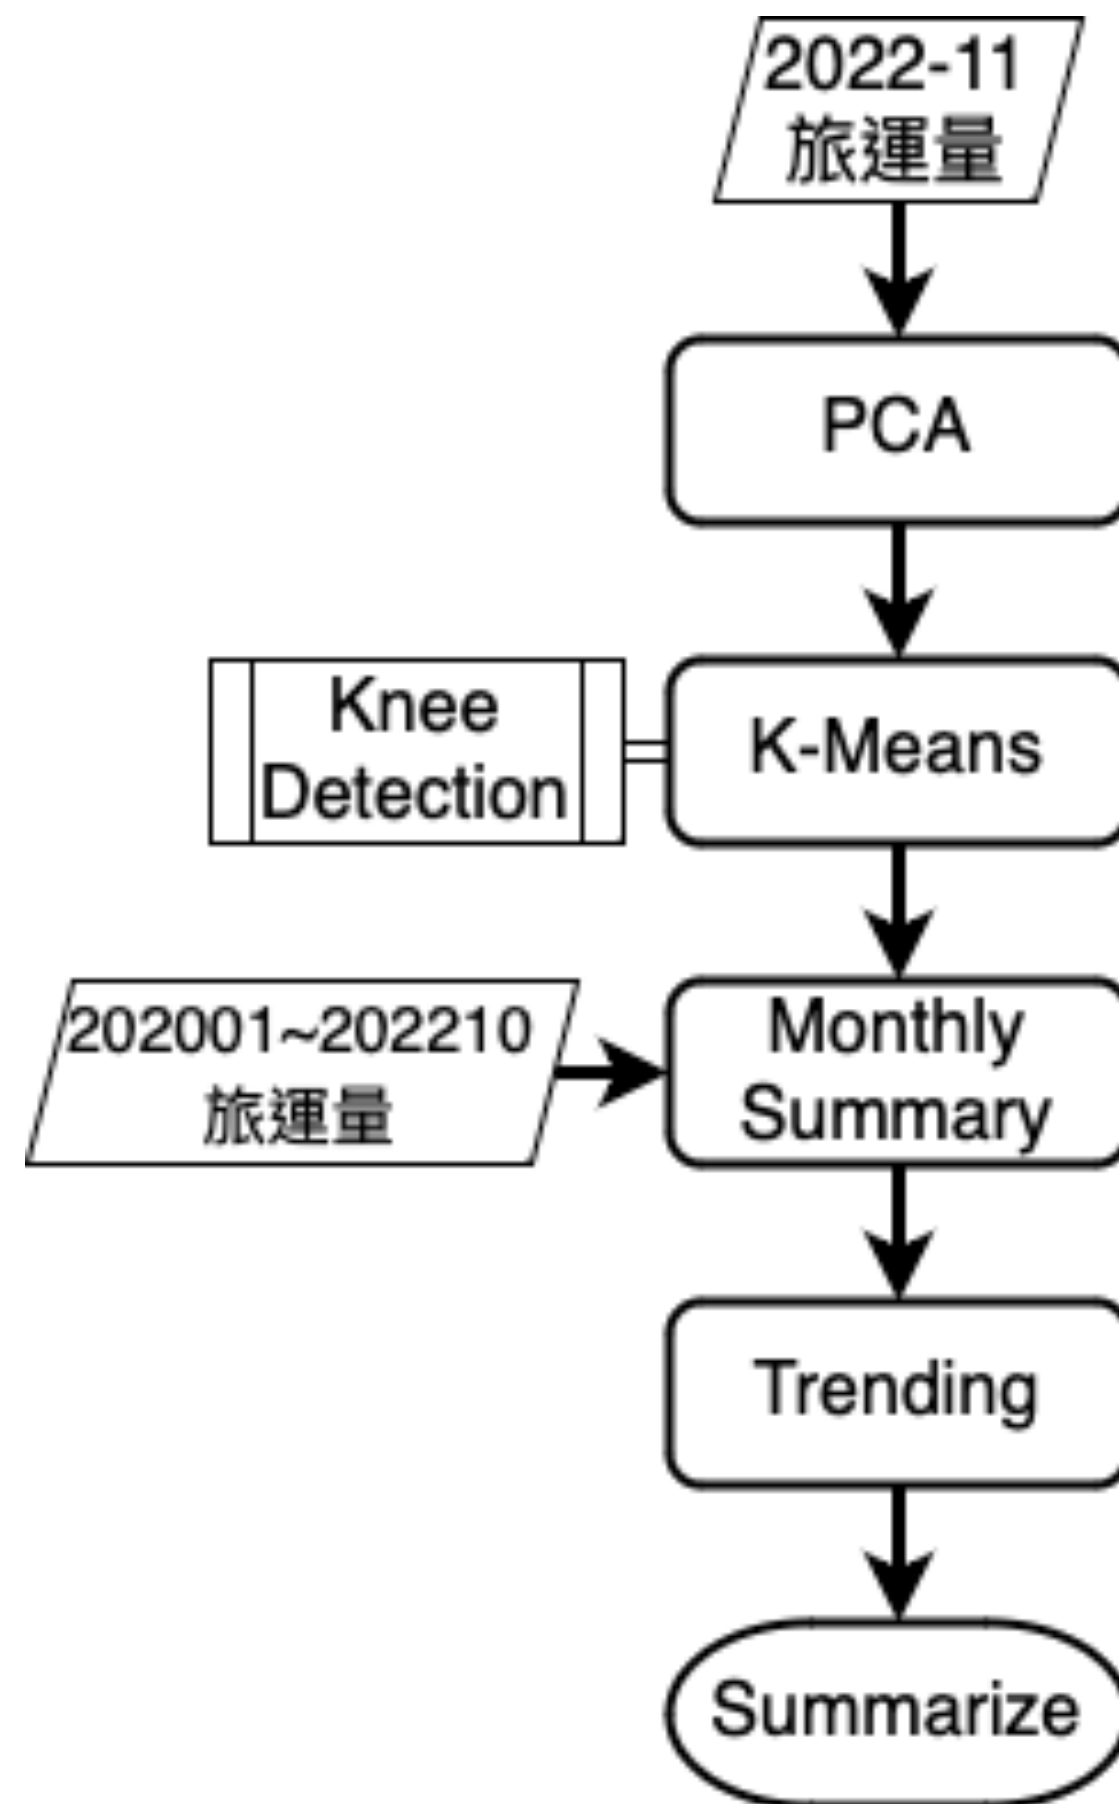 2022-11
旅運量
PCA
Knee
Detection
K-Means
202001~202210
旅運量
Monthly
Summary
Trending
Summarize